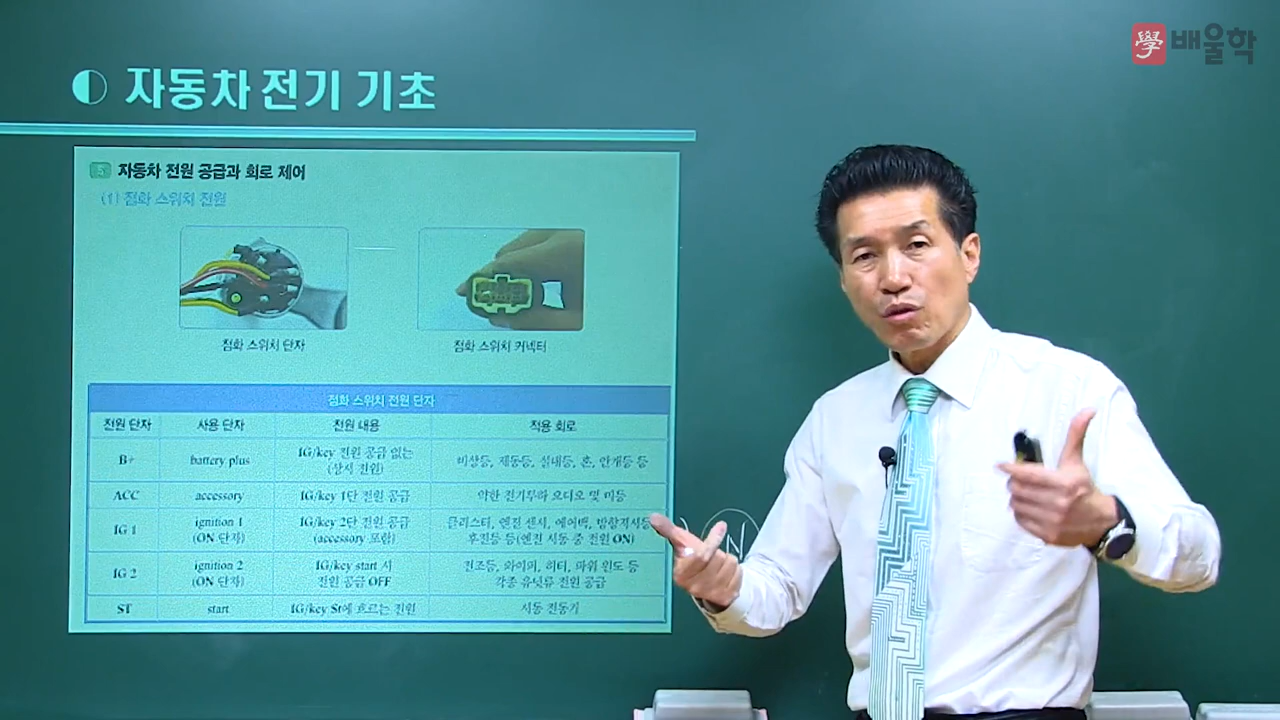 學 배울학
자동차 전기 기초
5 자동차 전원 공급과 회로 제어
(1) 점화 스위치 전원
점화 스위치 단자
점화 스위치 커넥터
점화 스위치 전원 단자
전원 단자 사용 단자 전원 내용 적용 회로
B+ battery plus IG/key 전원 공급 없는 (상시 전원) 비상등, 제동등, 실내등, 혼, 안개등 등
ACC accessory IG/key 1단 전원 공급 약한 전기부하 오디오 및 미등
IG 1 ignition 1 (ON 단자) IG/key 2단 전원 공급 (accessory 포함) 클러스터, 엔진 센서, 에어백, 방향지시등 후진등 등(엔진 시동 중 전원 ON)
IG 2 ignition 2 (ON 단자) IG/key start 시 전원 공급 OFF 전조등, 와이퍼, 히터, 파워 윈도 등 각종 유닛류 전원 공급
ST start IG/key St에 흐르는 전원 시동 전동기